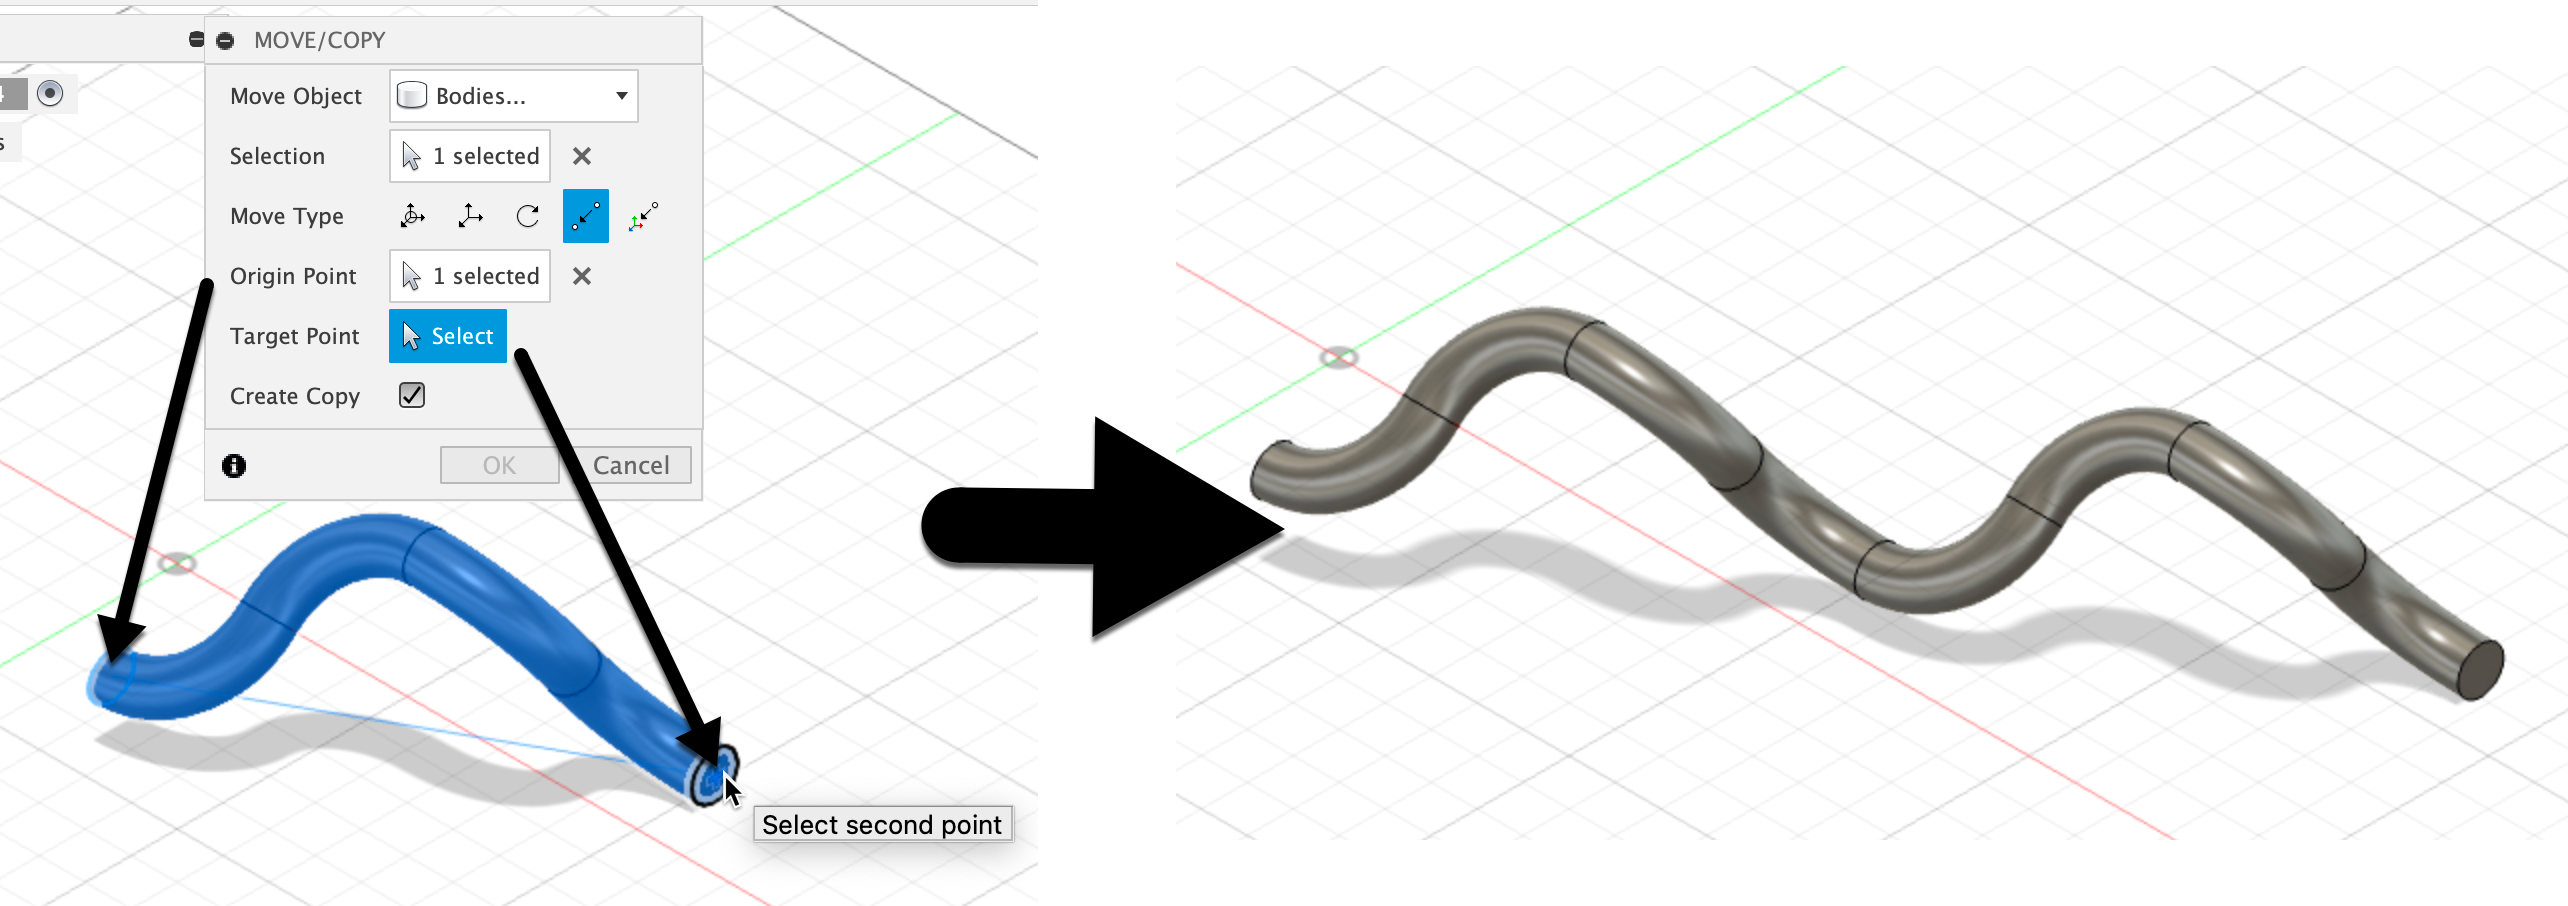 MOVE/COPY
Move Object Bodies...
Selection 1 selected
Move Type
Origin Point 1 selected
Target Point Select
Create Copy
OK Cancel
Select second point